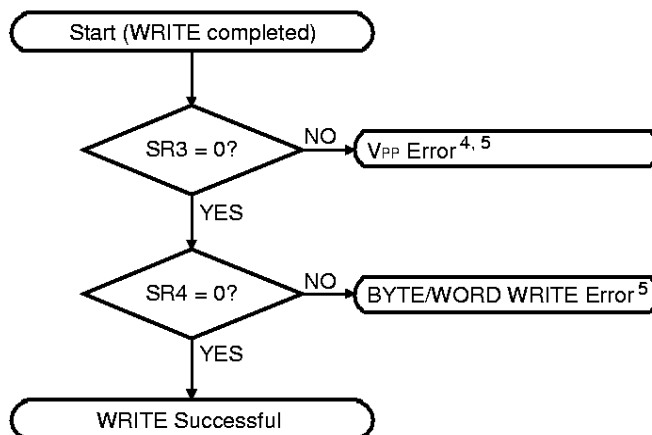 Start (WRITE completed)
SR3 = 0?
NO
VPP Error 4, 5
YES
SR4 = 0?
NO
BYTE/WORD WRITE Error 5
YES
WRITE Successful